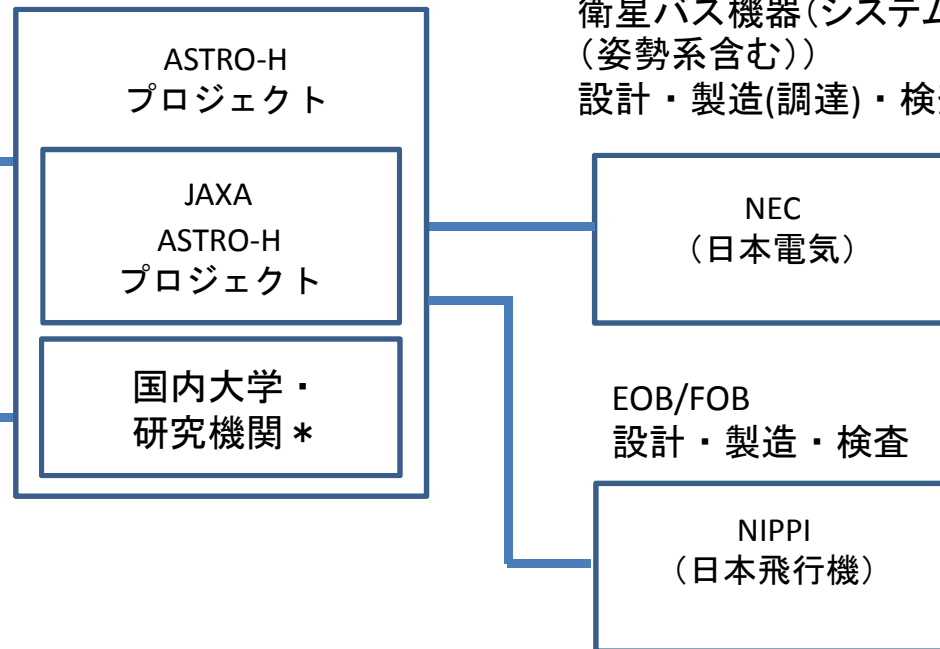 ASTRO-H
プロジェクト
JAXA
ASTRO-H
プロジェクト
国内大学・
研究機関＊
衛星バス機器（システム
（姿勢系含む））
設計・製造(調達)・検査
NEC
（日本電気）
EOB/FOB
設計・製造・検査
NIPPI
（日本飛行機）